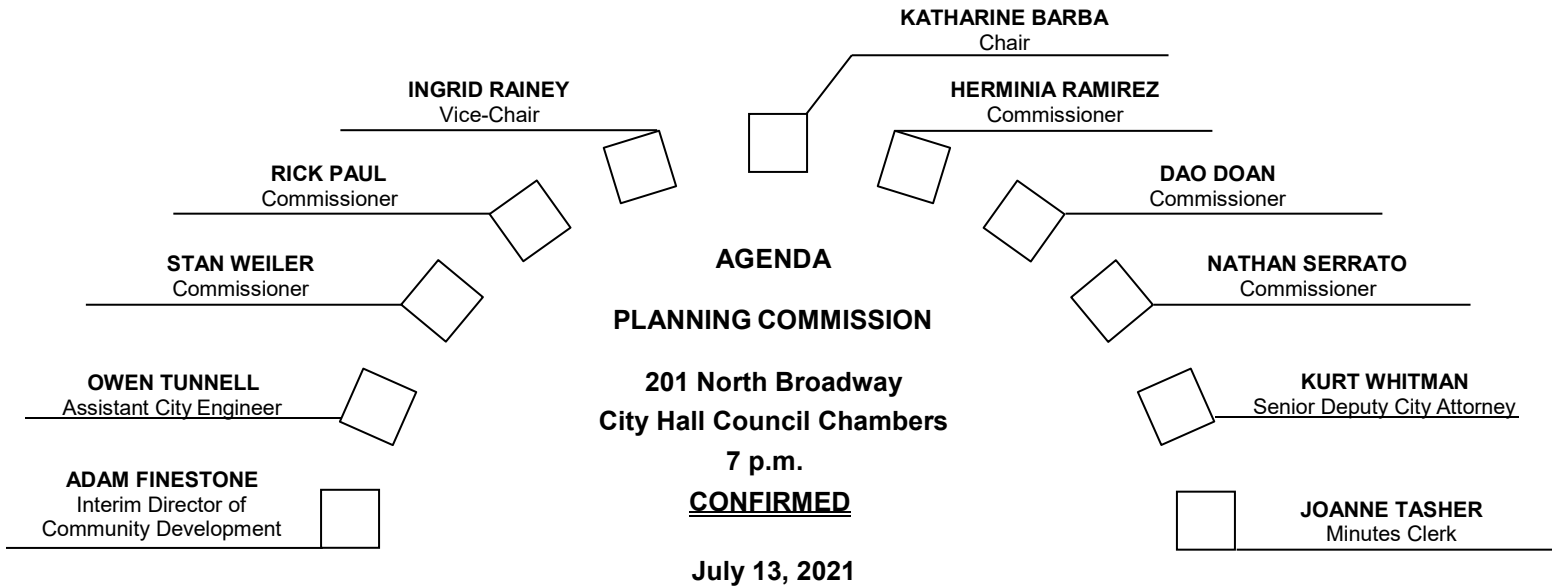 KATHARINE BARBA
Chair
INGRID RAINEY
Vice-Chair
HERMINIA RAMIREZ
Commissioner
RICK PAUL
Commissioner
DAO DOAN
Commissioner
STAN WEILER
Commissioner
NATHAN SERRATO
Commissioner
OWEN TUNNELL
Assistant City Engineer
KURT WHITMAN
Senior Deputy City Attorney
ADAM FINESTONE
Interim Director of
Community Development
JOANNE TASHER
Minutes Clerk
AGENDA
PLANNING COMMISSION
201 North Broadway
City Hall Council Chambers
7 p.m.
CONFIRMED
July 13, 2021